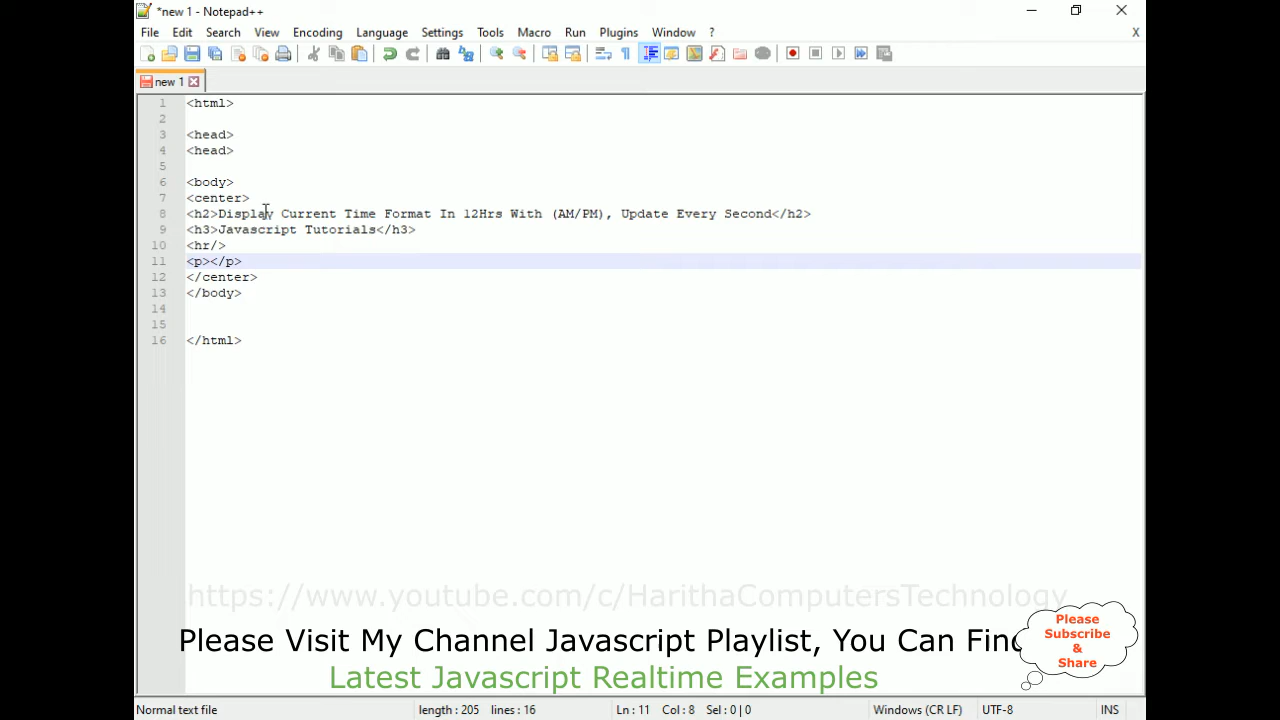 *new 1 - Notepad++
File Edit Search View Encoding Language Settings Tools Macro Run Plugins Window ? X
new 1
1 <html>
2
3 <head>
4 <head>
5
6 <body>
7 <center>
8 <h2>Display Current Time Format In 12Hrs With (AM/PM), Update Every Second</h2>
9 <h3>Javascript Tutorials</h3>
10 <hr/>
11 <p></p>
12 </center>
13 </body>
14
15
16 </html>
https://www.youtube.com/c/HarithaComputersTechnology
Please Visit My Channel Javascript Playlist, You Can Find
Latest Javascript Realtime Examples
Please
Subscribe
&
Share
Normal text file length : 205 lines : 16 Ln : 11 Col : 8 Sel : 0 | 0 Windows (CR LF) UTF-8 INS